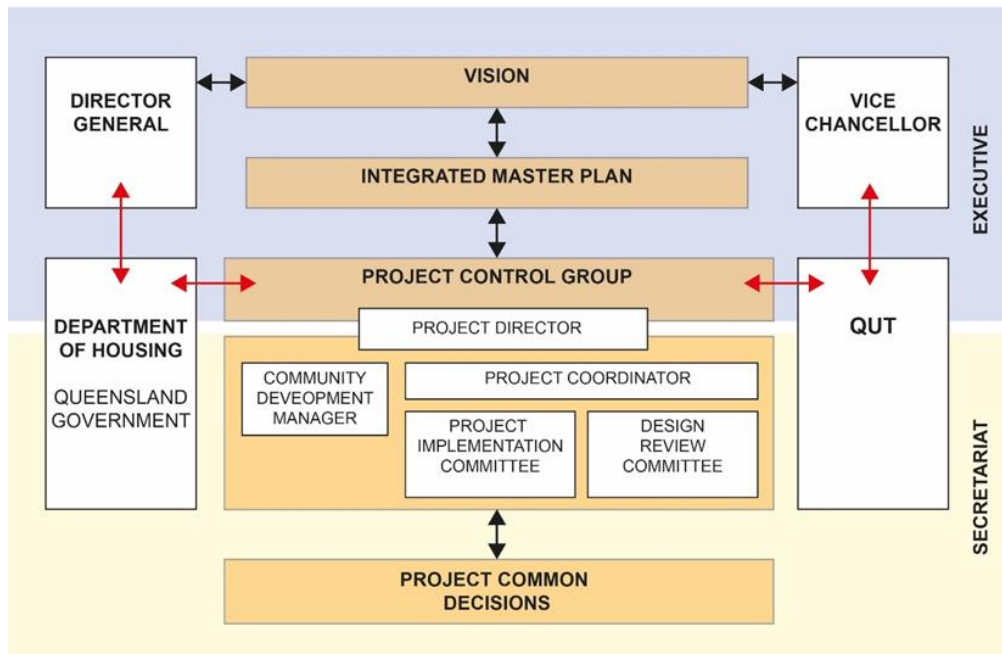 DIRECTOR
GENERAL
VISION
VICE
CHANCELLOR
INTEGRATED MASTER PLAN
EXECUTIVE
PROJECT CONTROL GROUP
DEPARTMENT
OF HOUSING
QUEENSLAND
GOVERNMENT
PROJECT DIRECTOR
QUT
COMMUNITY
DEVEOPMENT
MANAGER
PROJECT COORDINATOR
PROJECT
IMPLEMENTATION
COMMITTEE
DESIGN
REVIEW
COMMITTEE
SECRETARIAT
PROJECT COMMON
DECISIONS